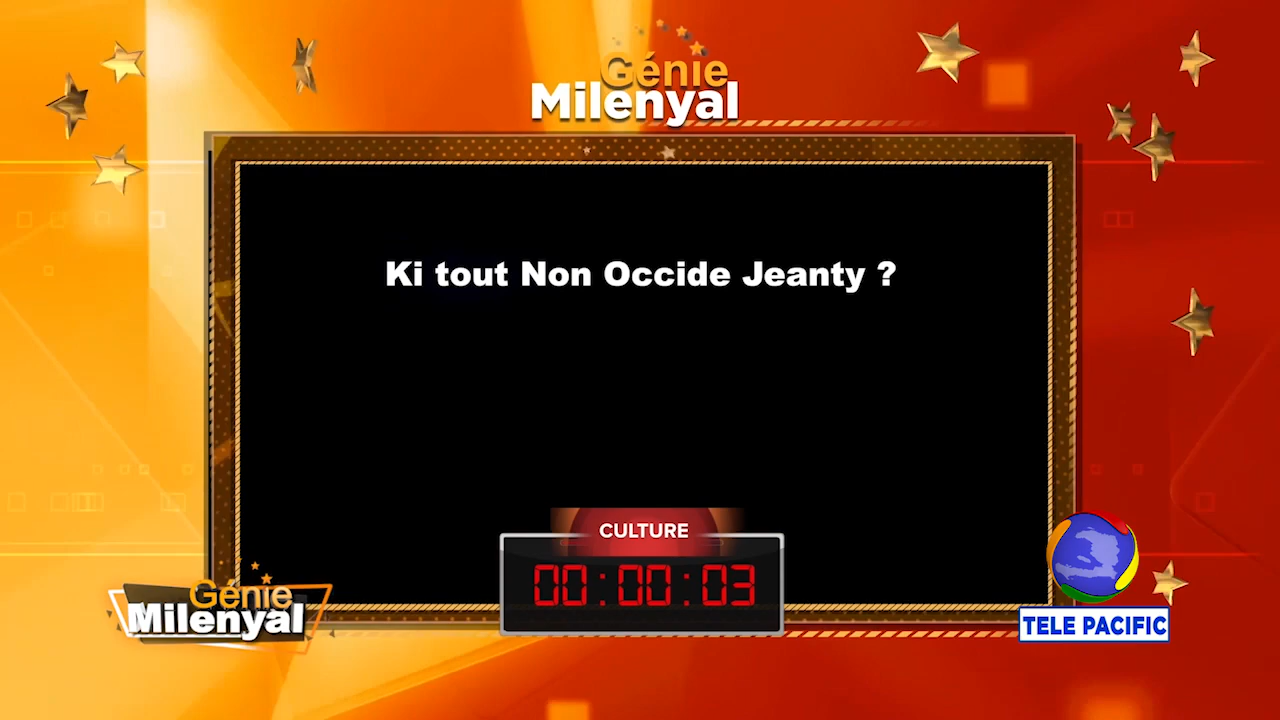 Génie
Milenyal
Ki tout Non Occide Jeanty ?
CULTURE
00:00:03
Génie
Milenyal
TELE PACIFIC